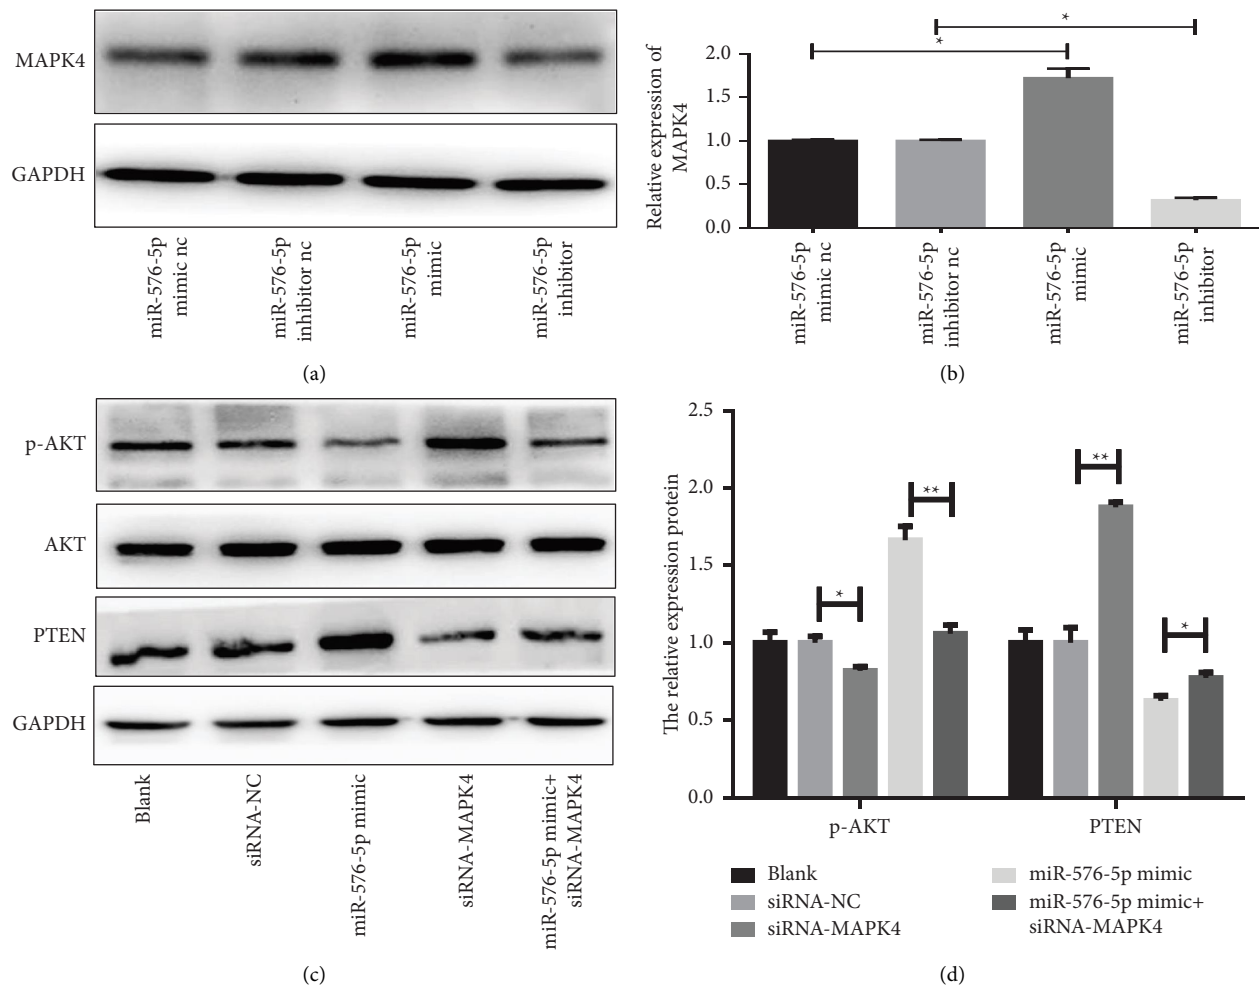 MAPK4
GAPDH
miR-576-5p
mimic nc
miR-576-5p
inhibitor nc
miR-576-5p
mimic
miR-576-5p
inhibitor
(a)
Relative expression of
MAPK4
2.0
1.5
1.0
0.5
0.0
*
*
miR-576-5p
mimic nc
miR-576-5p
inhibitor nc
miR-576-5p
mimic
miR-576-5p
inhibitor
(b)
p-AKT
AKT
PTEN
GAPDH
Blank
siRNA-NC
miR-576-5p mimic
siRNA-MAPK4
miR-576-5p mimic+
siRNA-MAPK4
(c)
The relative expression protein
2.5
2.0
1.5
1.0
0.5
0.0
*
**
**
*
p-AKT
PTEN
Blank
siRNA-NC
siRNA-MAPK4
miR-576-5p mimic
miR-576-5p mimic+
siRNA-MAPK4
(d)